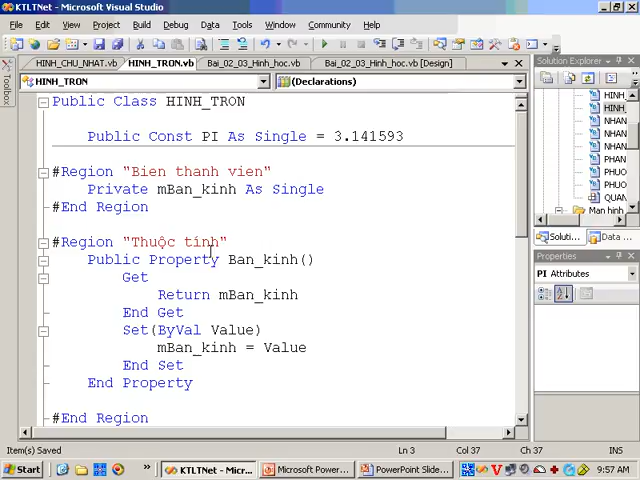 KTLTNet - Microsoft Visual Studio
File Edit View Project Build Debug Data Tools Window Community Help
HINH_CHU_NHAT.vb HINH_TRON.vb Bai_02_03_Hinh_hoc.vb Bai_02_03_Hinh_hoc.vb [Design]
Solution Explorer
Toolbox
HINH_TRON
(Declarations)
Public Class HINH_TRON
Public Const PI As Single = 3.141593
#Region "Bien thanh vien"
Private mBan_kinh As Single
#End Region
#Region "Thuộc tính"
Public Property Ban_kinh()
Get
Return mBan_kinh
End Get
Set(ByVal Value)
mBan_kinh = Value
End Set
End Property
#End Region
HINH
HINH_
NHAN
NHAN
NHAN
PHAN
PHUO
PHUO
QUAN
Man hinh
Soluti... Data ...
Properties
PI Attributes
Item(s) Saved
Ln 3 Col 37 Ch 37 INS
Start
KTLTNet - Mic... Microsoft Power... PowerPoint Slide...
9:57 AM